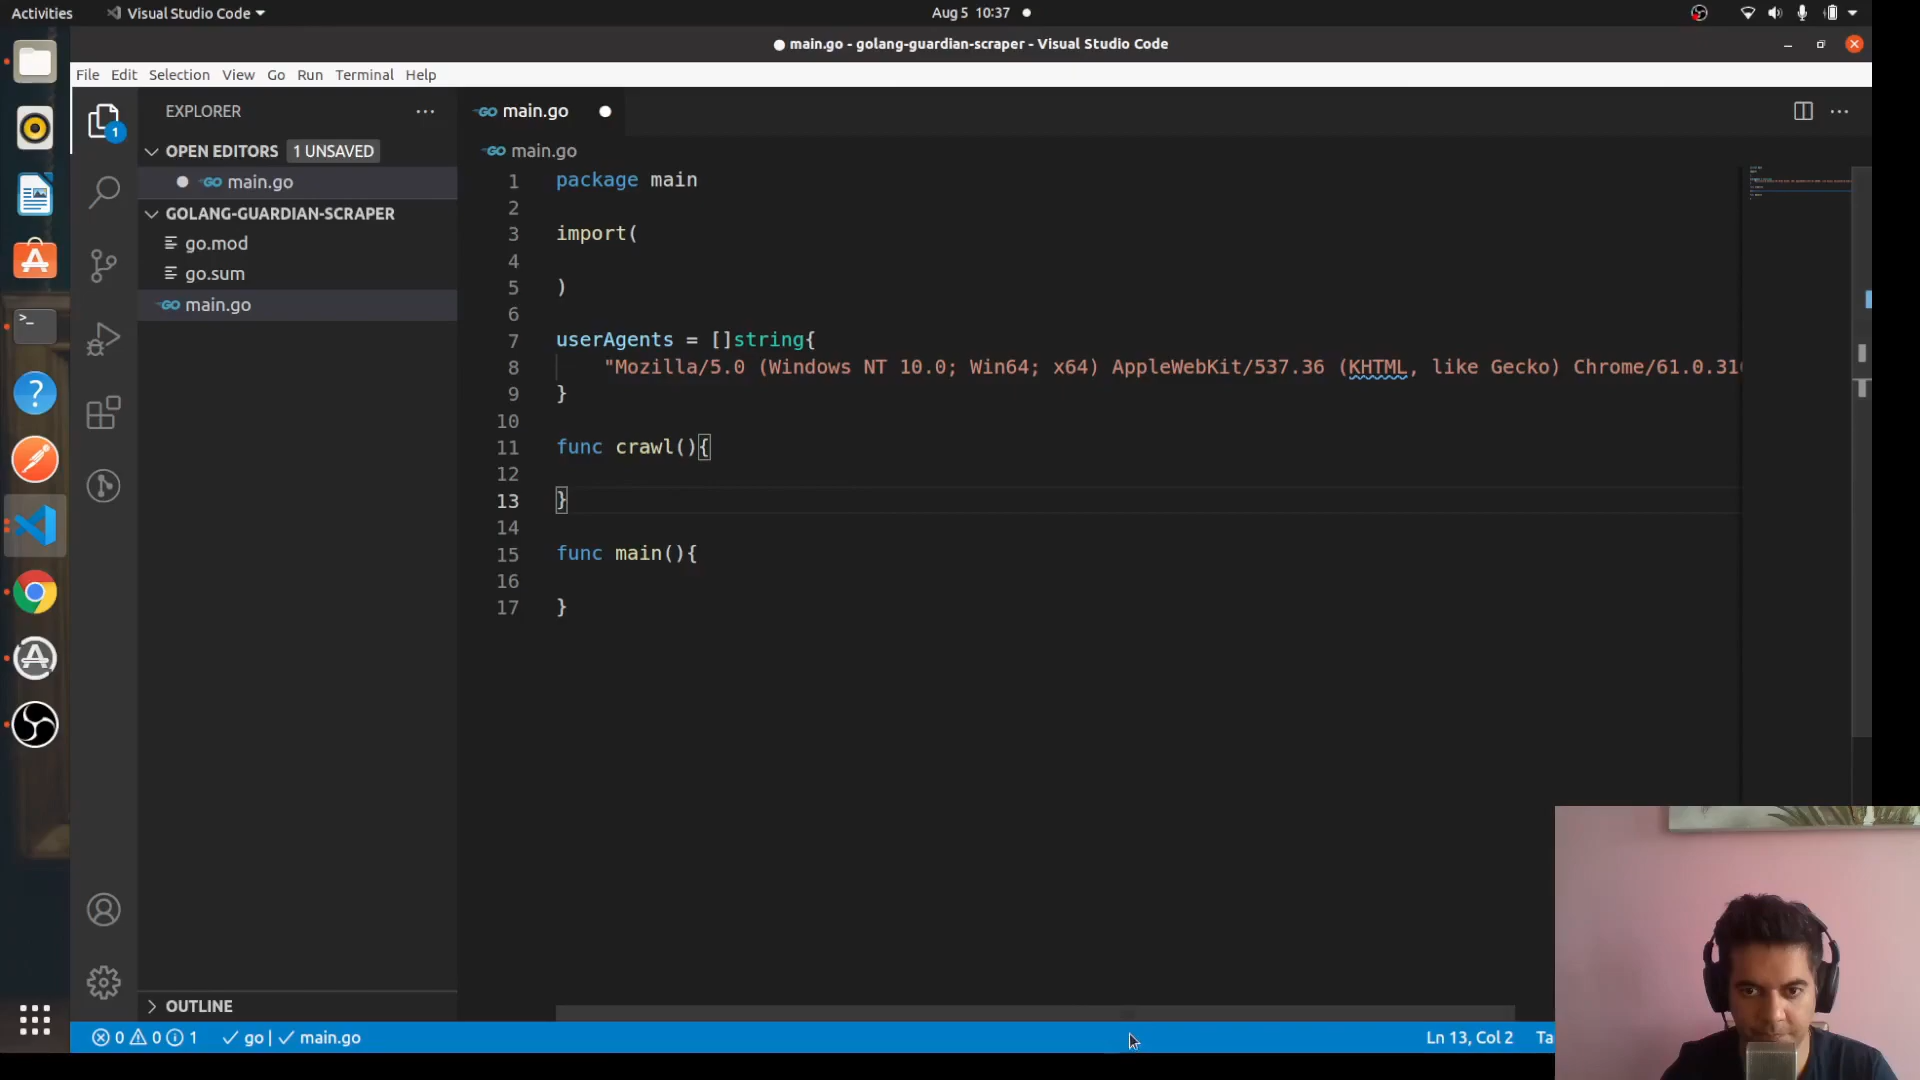 Activities
Visual Studio Code
Aug 5 10:37
main.go - golang-guardian-scraper - Visual Studio Code
File Edit Selection View Go Run Terminal Help
EXPLORER
OPEN EDITORS 1 UNSAVED
main.go
GOLANG-GUARDIAN-SCRAPER
go.mod
go.sum
main.go
OUTLINE
1
main.go
main.go
1 package main
2
3 import(
4
5 )
6
7 userAgents = []string{
8 "Mozilla/5.0 (Windows NT 10.0; Win64; x64) AppleWebKit/537.36 (KHTML, like Gecko) Chrome/61.0.31
9 }
10
11 func crawl(){
12
13 }
14
15 func main(){
16
17 }
0 0 1 go | main.go
Ln 13, Col 2
Ta